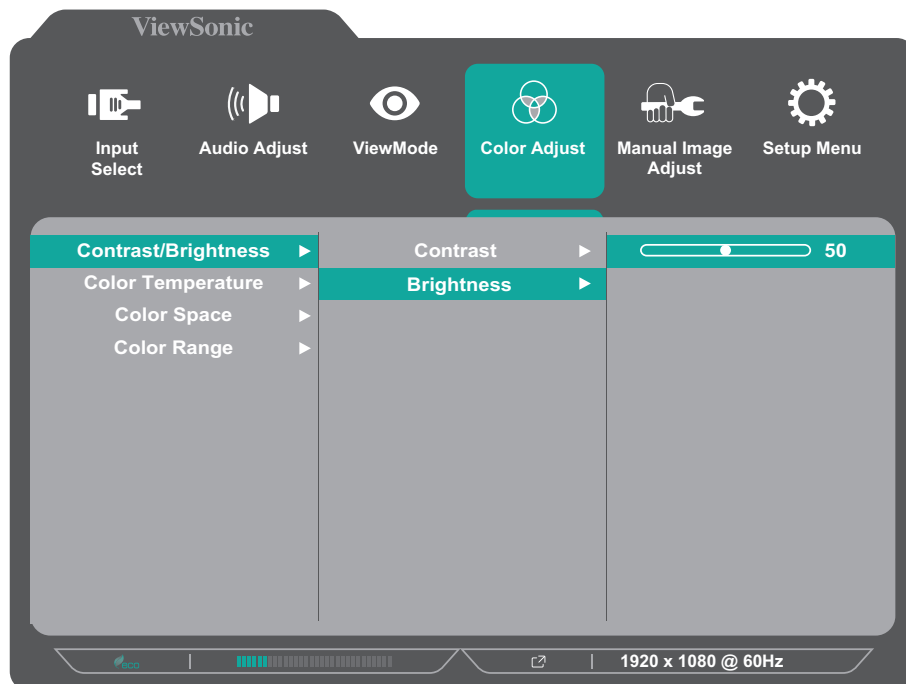 ViewSonic
Input
Select
Audio Adjust
ViewMode
Color Adjust
Manual Image
Adjust
Setup Menu
Contrast/Brightness
Contrast
50
Color Temperature
Brightness
Color Space
Color Range
eco
1920 x 1080 @ 60Hz